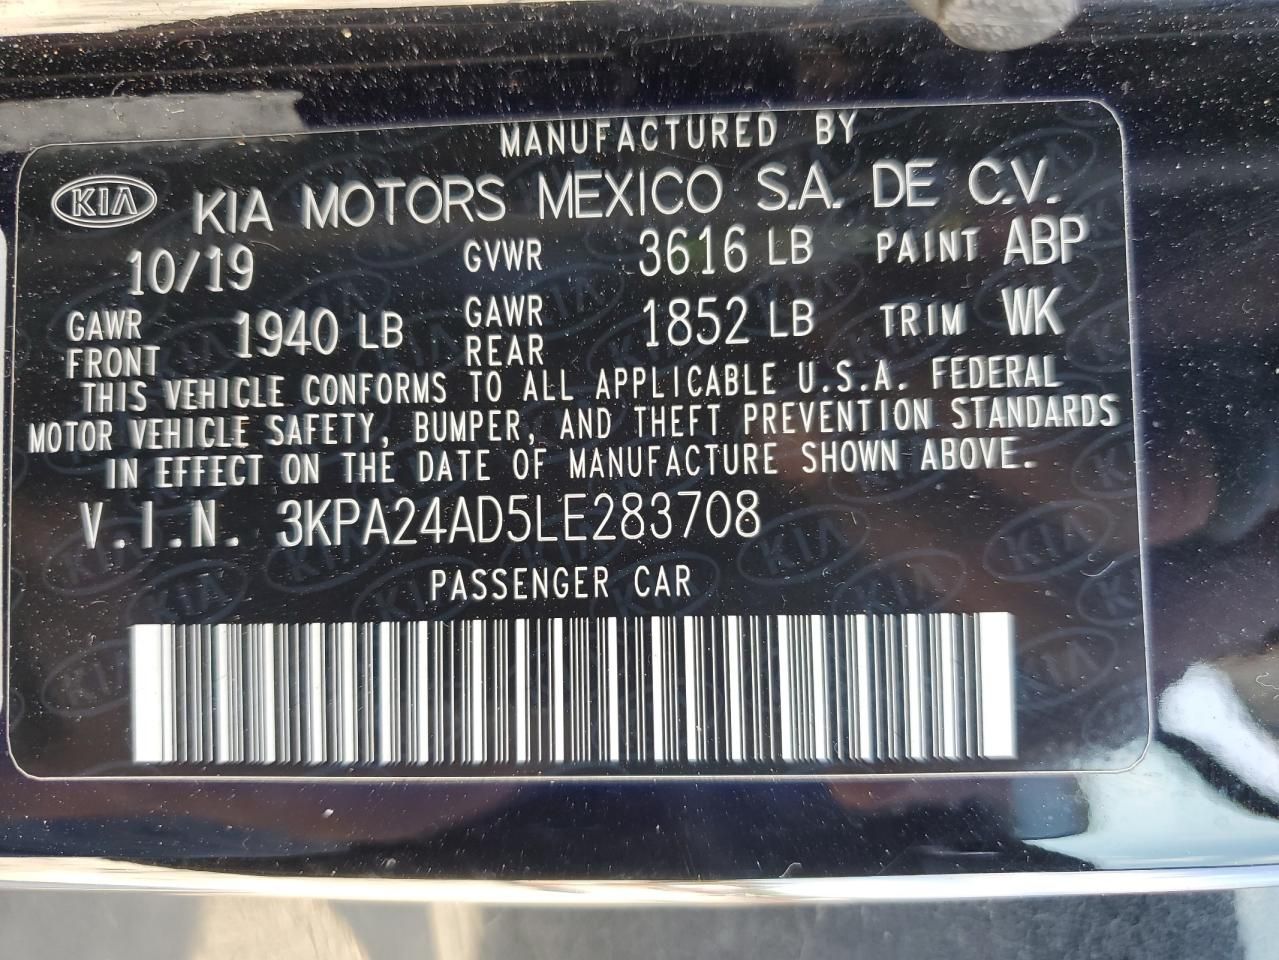 MANUFACTURED BY
KIA KIA MOTORS MEXICO S.A. DE C.V.
10/19 GVWR 3616 LB PAINT ABP
GAWR FRONT 1940 LB GAWR REAR 1852 LB TRIM WK
THIS VEHICLE CONFORMS TO ALL APPLICABLE U.S.A. FEDERAL
MOTOR VEHICLE SAFETY, BUMPER, AND THEFT PREVENTION STANDARDS
IN EFFECT ON THE DATE OF MANUFACTURE SHOWN ABOVE.
V.I.N. 3KPA24AD5LE283708
PASSENGER CAR